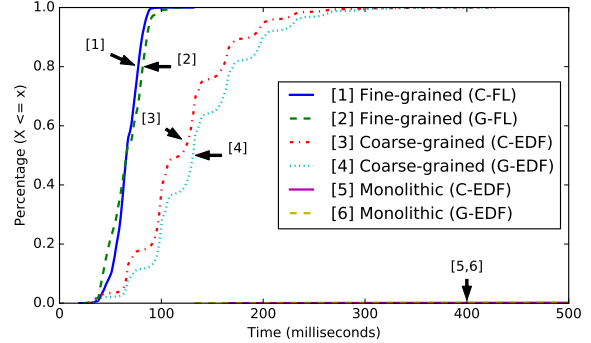 Percentage (X <= x)
1.0
0.8
0.6
0.4
0.2
0.0
[1]
[2]
[3]
[4]
[5,6]
[1] Fine-grained (C-FL)
[2] Fine-grained (G-FL)
[3] Coarse-grained (C-EDF)
[4] Coarse-grained (G-EDF)
[5] Monolithic (C-EDF)
[6] Monolithic (G-EDF)
0 100 200 300 400 500
Time (milliseconds)